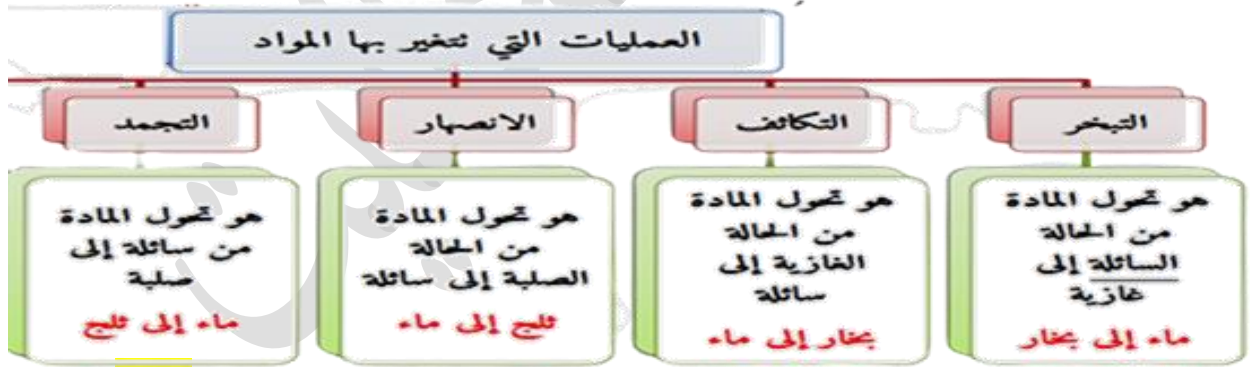 العمليات التي تتغير بها المواد
التبخر
هو تحول المادة
من الحالة
السائلة إلى
غازية
ماء إلى بخار
التكاثف
هو تحول المادة
من الحالة
الغازية إلى
سائلة
بخار إلى ماء
الانصهار
هو تحول المادة
من الحالة
الصلبة إلى سائلة
ثلج إلى ماء
التجمد
هو تحول المادة
من سائلة إلى
صلبة
ماء إلى ثلج